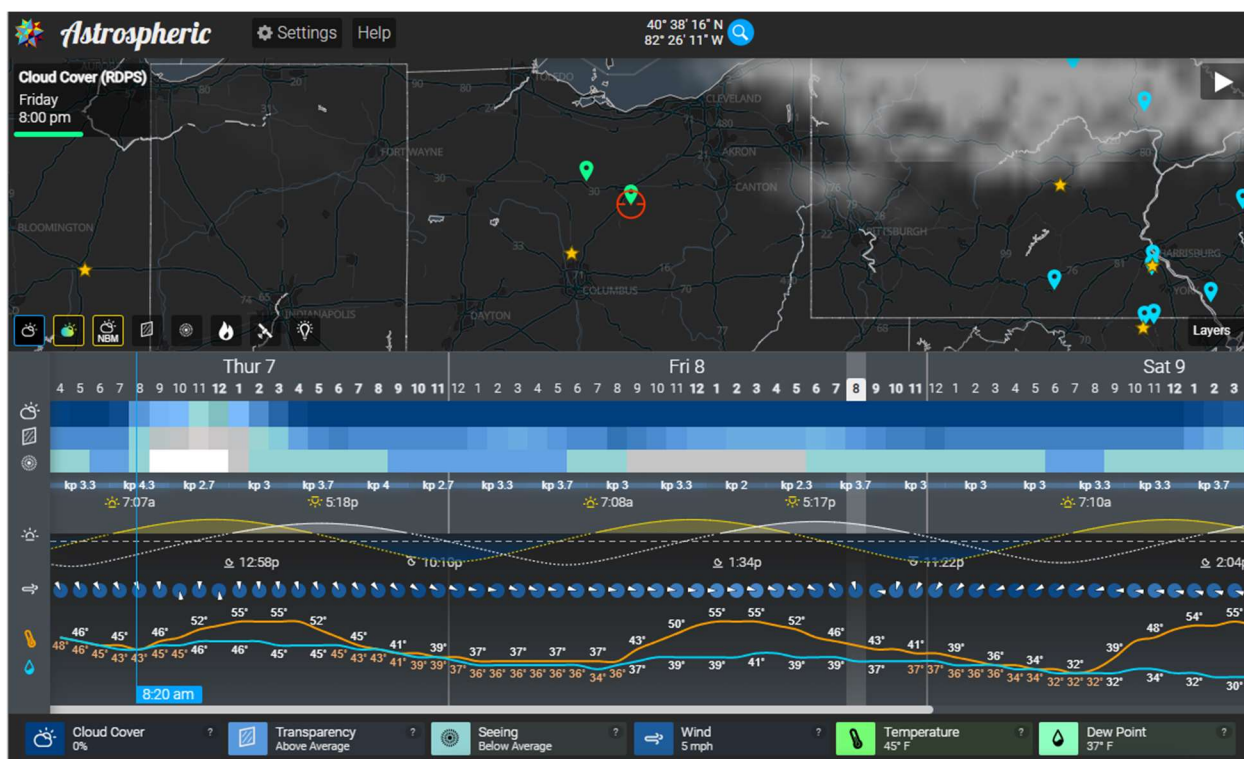 Astrospheric
Settings
Help
40° 38' 16" N
82° 26' 11" W
Cloud Cover (RDPS)
Friday
8:00 pm
TOLEDO
CLEVELAND
FORT WAYNE
AKRON
CANTON
BLOOMINGTON
PITTSBURGH
HARRISBURG
COLUMBUS
INDIANAPOLIS
DAYTON
NBM
Layers
Thur 7 Fri 8 Sat 9
4 5 6 7 8 9 10 11 12 1 2 3 4 5 6 7 8 9 10 11 12 1 2 3 4 5 6 7 8 9 10 11 12 1 2 3 4 5 6 7 8 9 10 11 12 1 2 3 4 5 6 7 8 9 10 11 12 1 2 3
kp 3.3 kp 4.3 kp 2.7 kp 3 kp 3.7 kp 4 kp 2.7 kp 3.3 kp 3.7 kp 3 kp 3.3 kp 2 kp 2.3 kp 3.7 kp 3 kp 3 kp 3 kp 3.3 kp 3.7
7:07a 5:18p 7:08a 5:17p 7:10a
12:58p 10:10p 1:34p 11:22p 2:04p
46° 45° 46° 52° 55° 55° 52° 45° 41° 39° 37° 37° 37° 37° 43° 50° 55° 55° 52° 46° 43° 41° 39° 36° 34° 32° 39° 48° 54° 55°
48° 46° 45° 43° 43° 45° 45° 46° 46° 45° 45° 45° 43° 43° 41° 39° 39° 37° 36° 36° 36° 36° 36° 36° 34° 36° 37° 39° 39° 41° 39° 39° 37° 37° 37° 36° 36° 36° 34° 34° 32° 32° 32° 32° 34° 32° 30°
8:20 am
Cloud Cover ?
0%
Transparency ?
Above Average
Seeing ?
Below Average
Wind ?
5 mph
Temperature ?
45° F
Dew Point ?
37° F